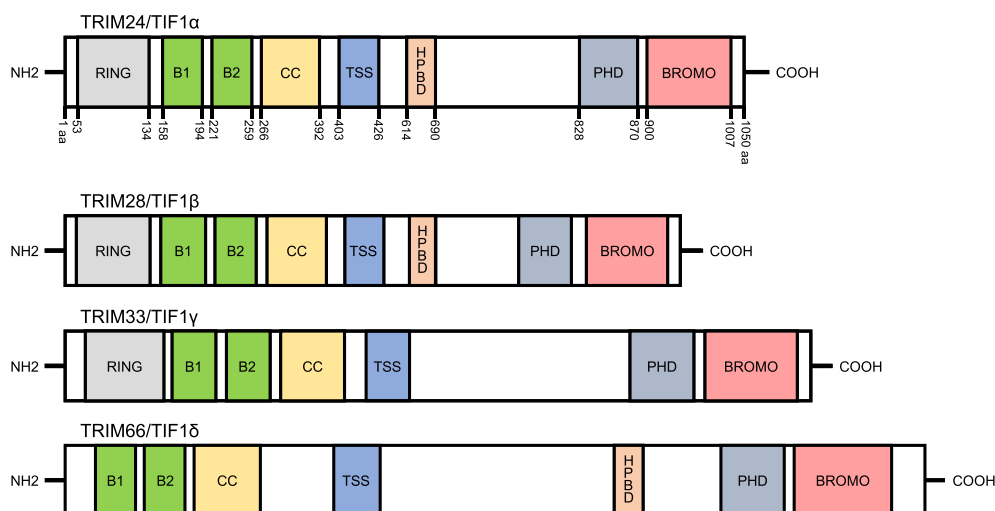 TRIM24/TIF1α
NH2 RING B1 B2 CC TSS HPBD PHD BROMO COOH
1 aa 53 134 158 194 221 259 266 392 403 426 614 690 828 870 900 1007 1050 aa
TRIM28/TIF1β
NH2 RING B1 B2 CC TSS HPBD PHD BROMO COOH
TRIM33/TIF1γ
NH2 RING B1 B2 CC TSS PHD BROMO COOH
TRIM66/TIF1δ
NH2 B1 B2 CC TSS HPBD PHD BROMO COOH